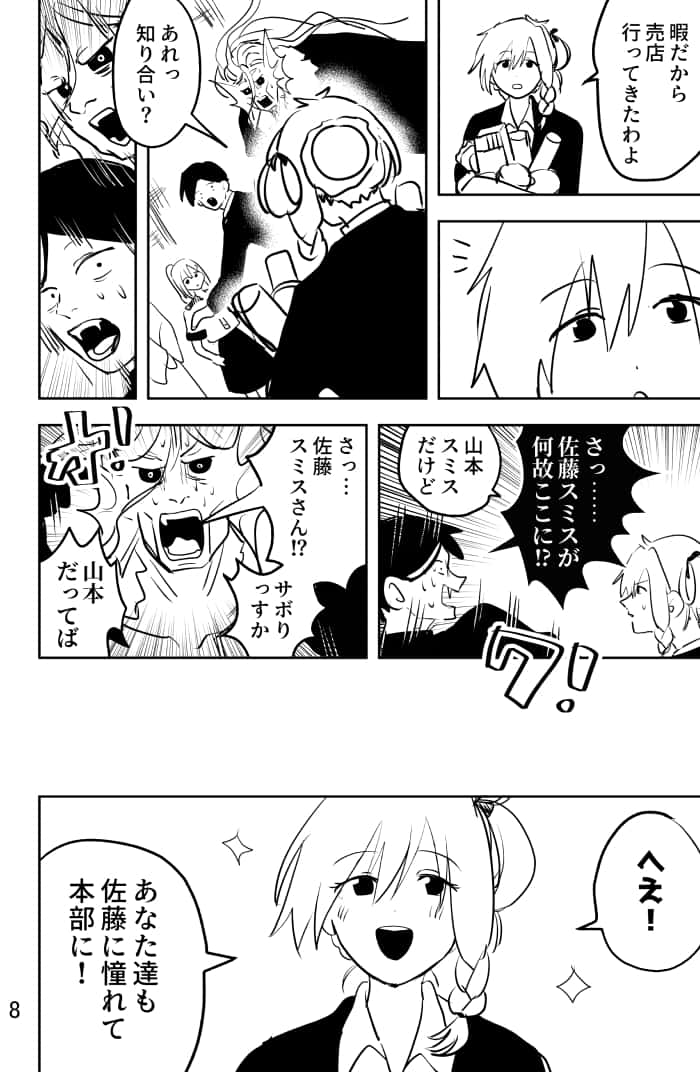 暇だから
売店
行ってきたわよ
あれっ
知り合い?
さっ……
佐藤スミスが
何故ここに!?
山本
スミス
だけど
ワ!
さっ…
佐藤
スミスさん!?
サボり
っすか
山本
だってば
へえ!
あなた達も
佐藤に憧れて
本部に!
8